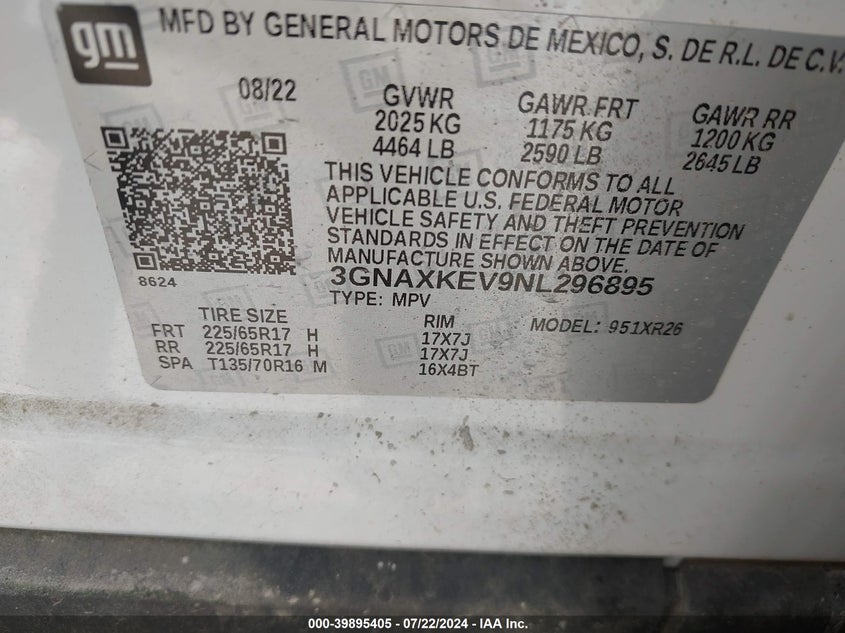 gm
MFD BY GENERAL MOTORS DE MEXICO, S. DE R.L. DE C.V.
08/22
GVWR
2025 KG
4464 LB
GAWR FRT
1175 KG
2590 LB
GAWR RR
1200 KG
2645 LB
THIS VEHICLE CONFORMS TO ALL
APPLICABLE U.S. FEDERAL MOTOR
VEHICLE SAFETY AND THEFT PREVENTION
STANDARDS IN EFFECT ON THE DATE OF
MANUFACTURE SHOWN ABOVE.
3GNAXKEV9NL296895
TYPE: MPV
8624
TIRE SIZE
FRT 225/65R17 H
RR 225/65R17 H
SPA T135/70R16 M
RIM
17X7J
17X7J
16X4BT
MODEL: 951XR26
000-39895405 - 07/22/2024 - IAA Inc.